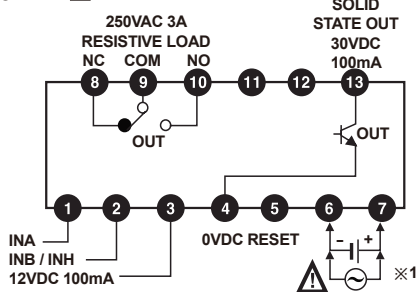 SOLID
STATE OUT
30VDC
100mA
250VAC 3A
RESISTIVE LOAD
NC COM NO
8 9 10 11 12 13
OUT
OUT
1 2 3 4 5 6 7
INA
INB / INH
12VDC 100mA
0VDC RESET
- +
※1